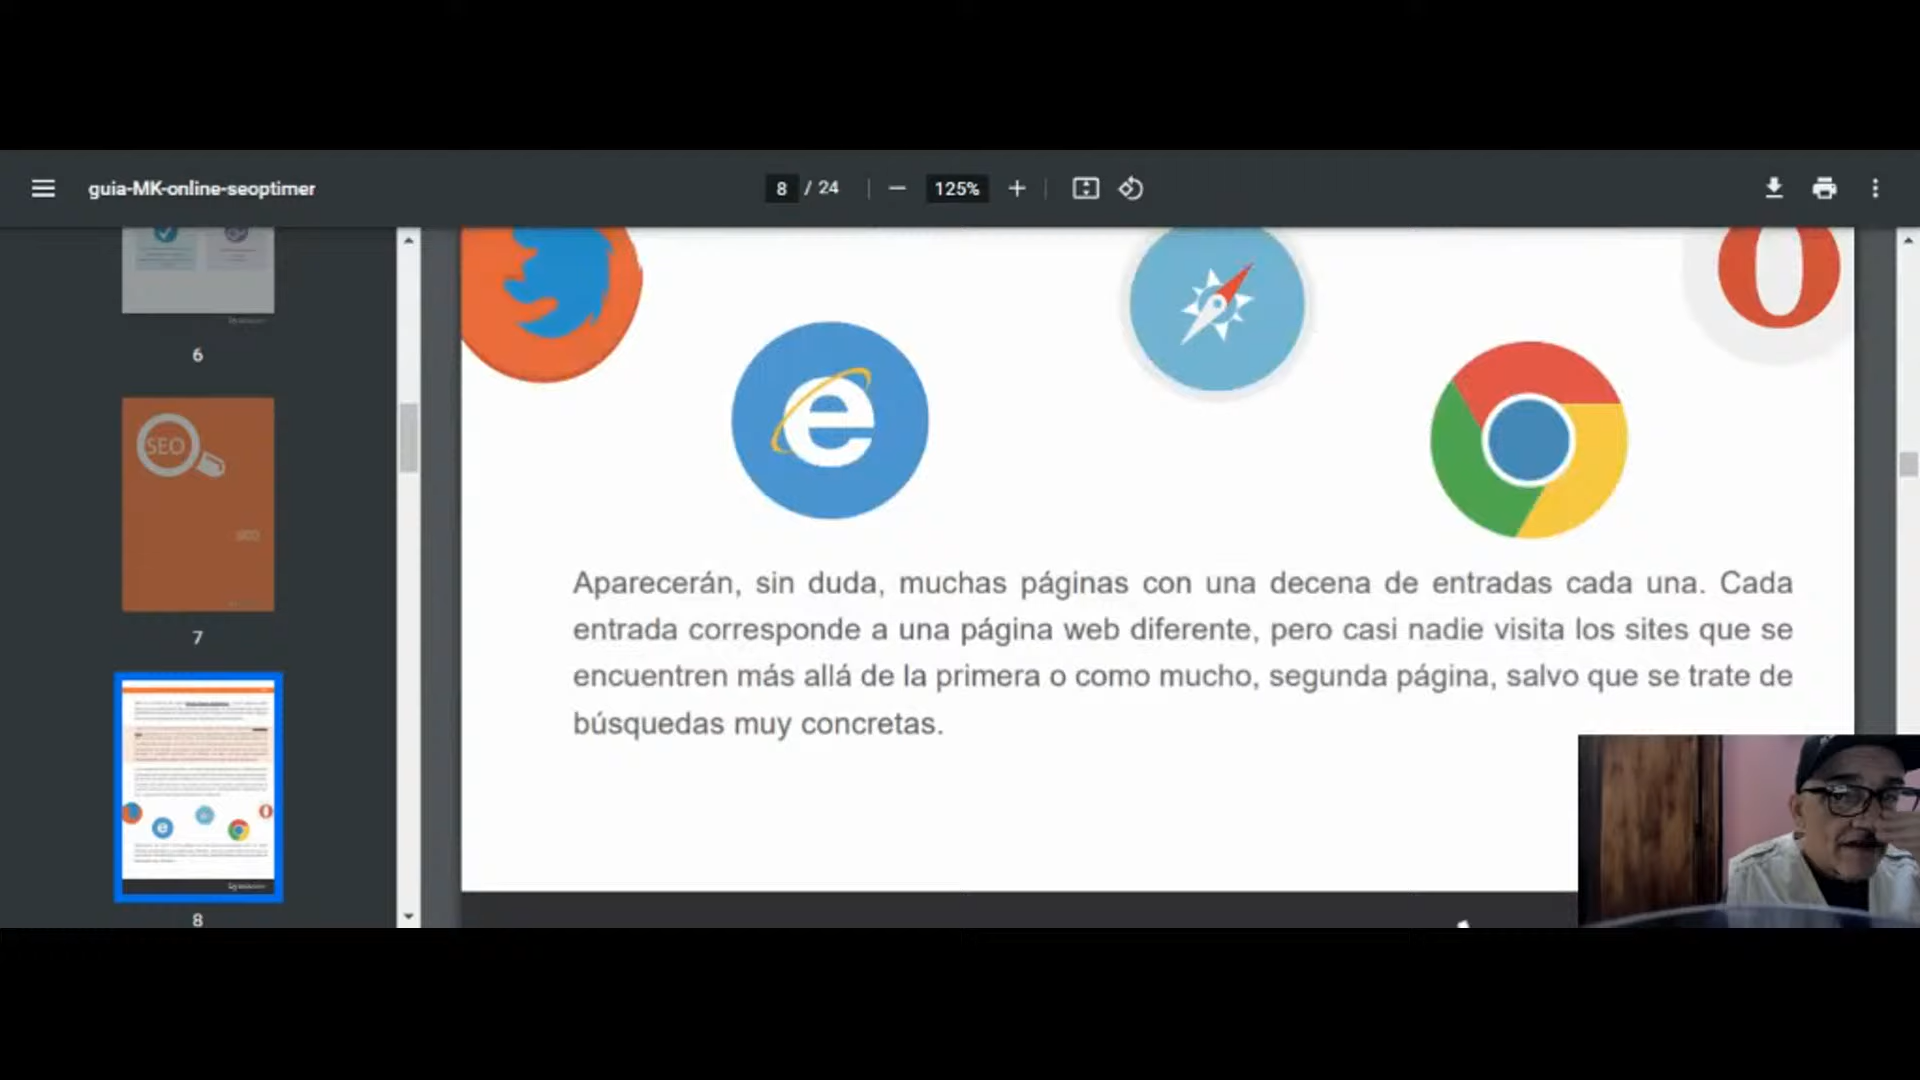 guia-MK-online-seoptimer
8 / 24
125%
6
SEO
SEO
7
8
Aparecerán, sin duda, muchas páginas con una decena de entradas cada una. Cada
entrada corresponde a una página web diferente, pero casi nadie visita los sites que se
encuentren más allá de la primera o como mucho, segunda página, salvo que se trate de
búsquedas muy concretas.